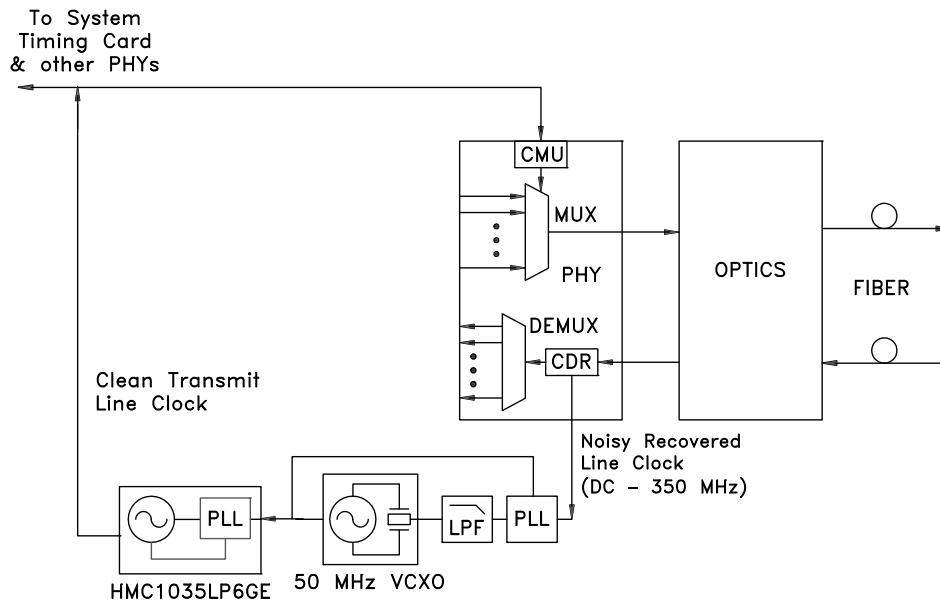 To System
Timing Card
& other PHYs
CMU
MUX
PHY
OPTICS
FIBER
DEMUX
CDR
Clean Transmit
Line Clock
Noisy Recovered
Line Clock
(DC - 350 MHz)
PLL
LPF
PLL
HMC1035LP6GE
50 MHz VCXO